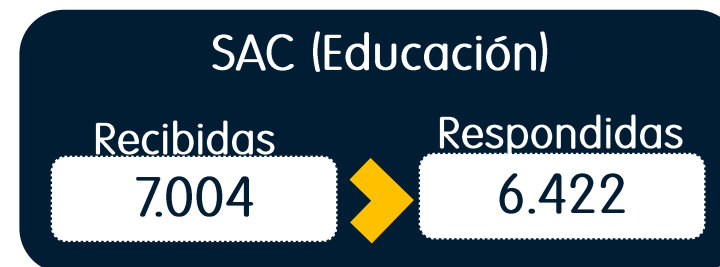 SAC (Educación)
Recibidas
7.004
Respondidas
6.422